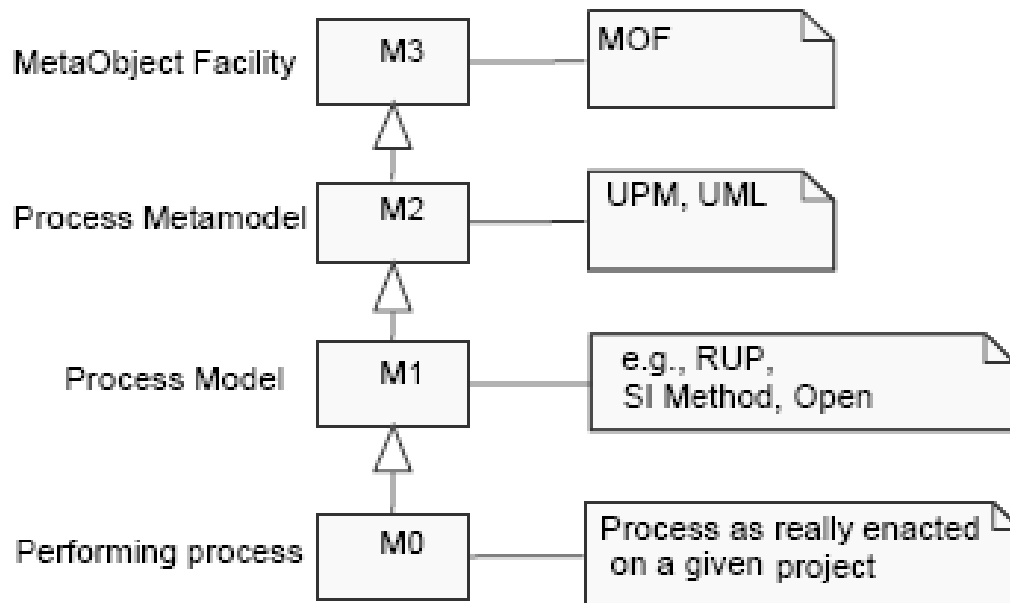 MetaObject Facility
M3
MOF
Process Metamodel
M2
UPM, UML
Process Model
M1
e.g., RUP,
SI Method, Open
Performing process
M0
Process as really enacted
on a given project